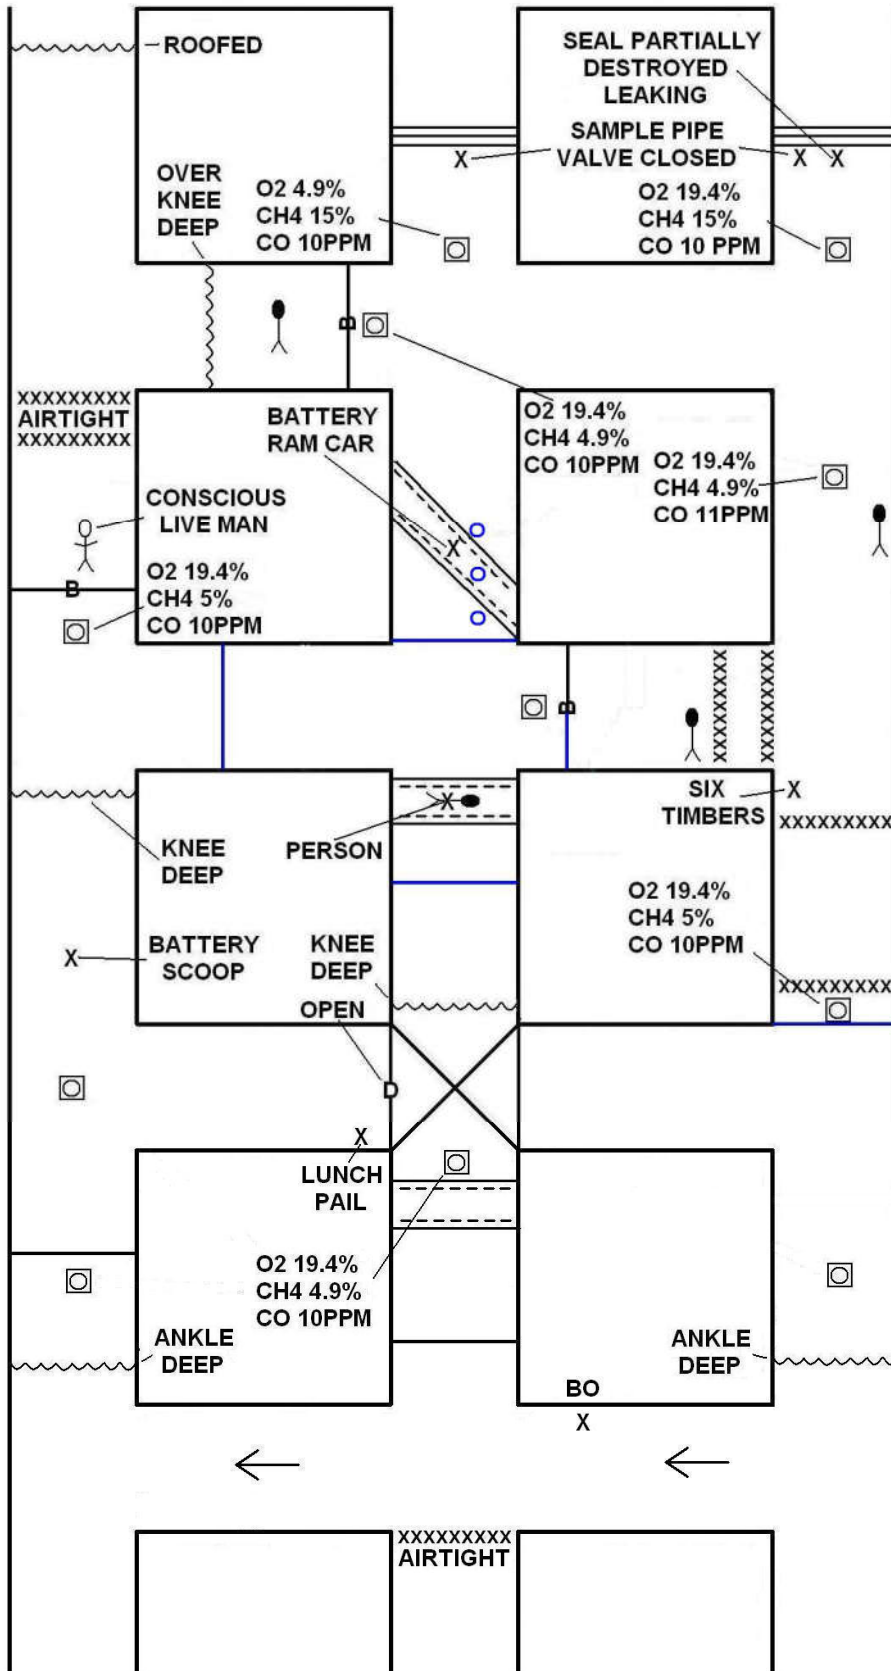 ROOFED
SEAL PARTIALLY
DESTROYED
LEAKING
SAMPLE PIPE
VALVE CLOSED
X
X
X
OVER
KNEE
DEEP
O2 4.9%
CH4 15%
CO 10PPM
O2 19.4%
CH4 15%
CO 10 PPM
B
XXXXXXXXX
AIRTIGHT
XXXXXXXXX
BATTERY
RAM CAR
O2 19.4%
CH4 4.9%
CO 10PPM
O2 19.4%
CH4 4.9%
CO 11PPM
CONSCIOUS
LIVE MAN
X
O
O
O
B
O2 19.4%
CH4 5%
CO 10PPM
B
XXXXXXXXX
XXXXXXXXX
SIX
TIMBERS
X
XXXXXXXXX
KNEE
DEEP
PERSON
X
O2 19.4%
CH4 5%
CO 10PPM
X
BATTERY
SCOOP
KNEE
DEEP
XXXXXXXXX
OPEN
D
X
LUNCH
PAIL
O2 19.4%
CH4 4.9%
CO 10PPM
ANKLE
DEEP
ANKLE
DEEP
BO
X
XXXXXXXXX
AIRTIGHT